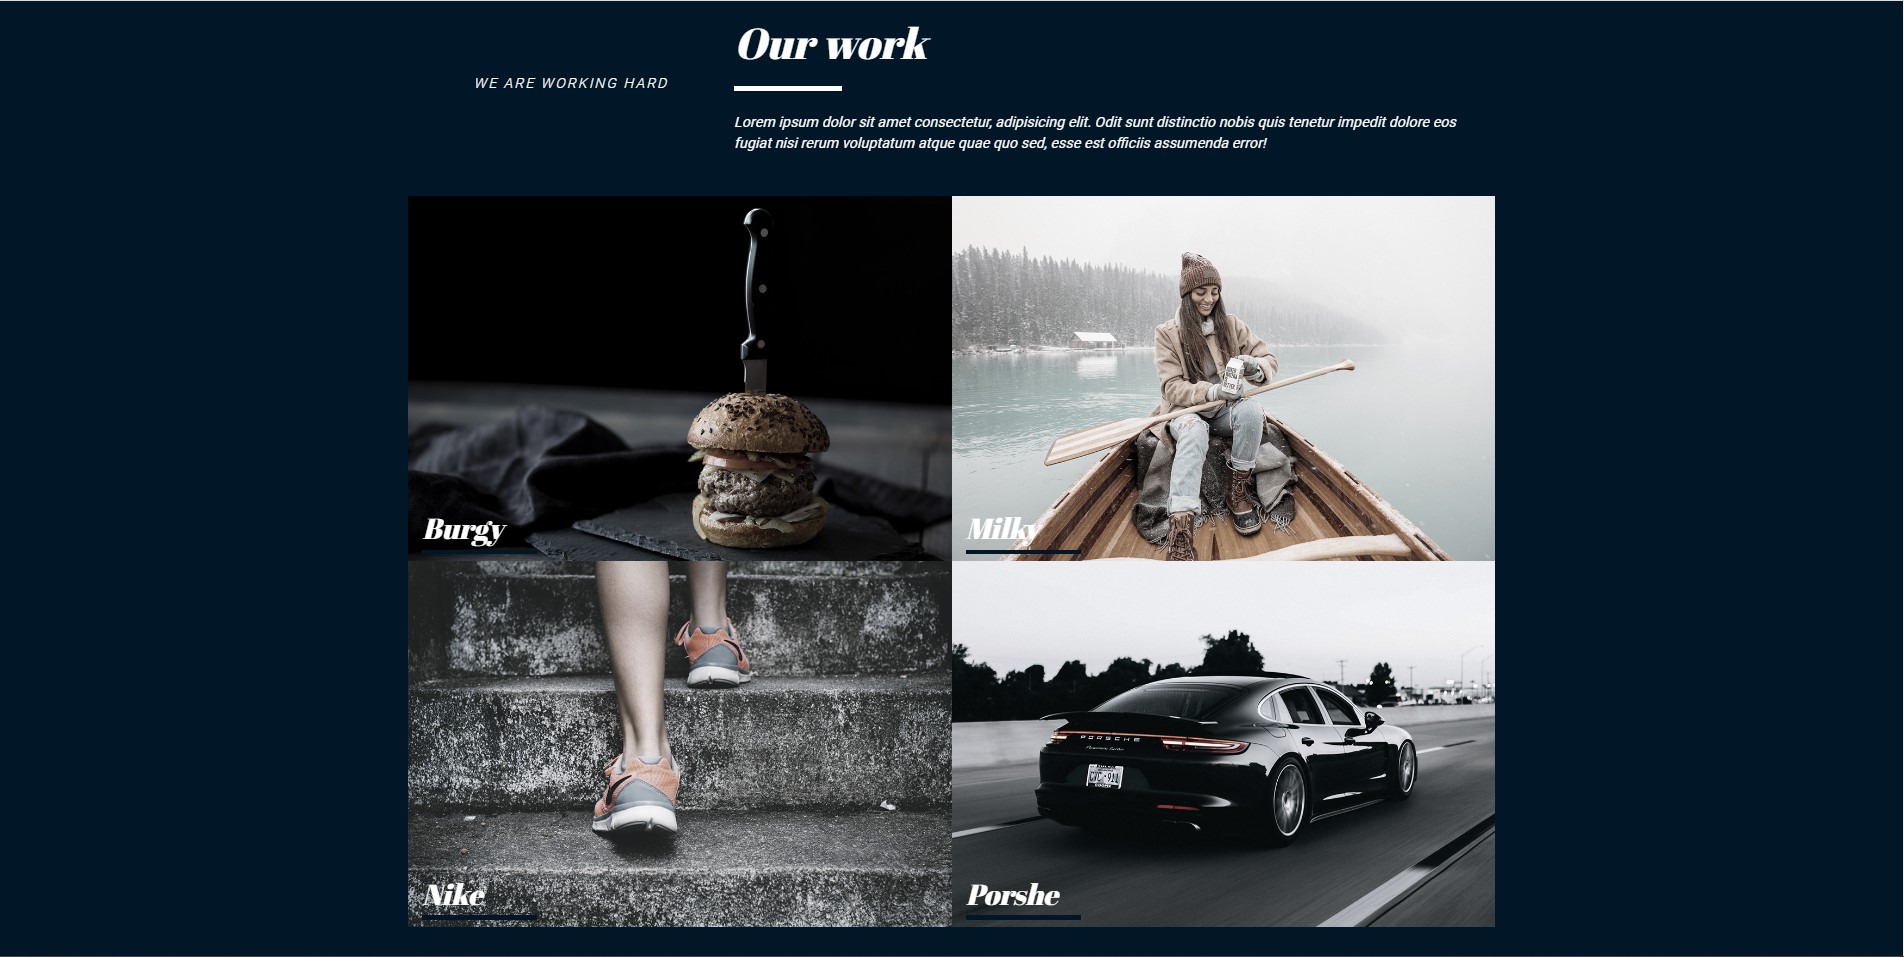 Our work
WE ARE WORKING HARD
Lorem ipsum dolor sit amet consectetur, adipisicing elit. Odit sunt distinctio nobis quis tenetur impedit dolore eos
fugiat nisi rerum voluptatum atque quae quo sed, esse est officiis assumenda error!
Burgy
Milky
PORSCHE
Nike
Porshe